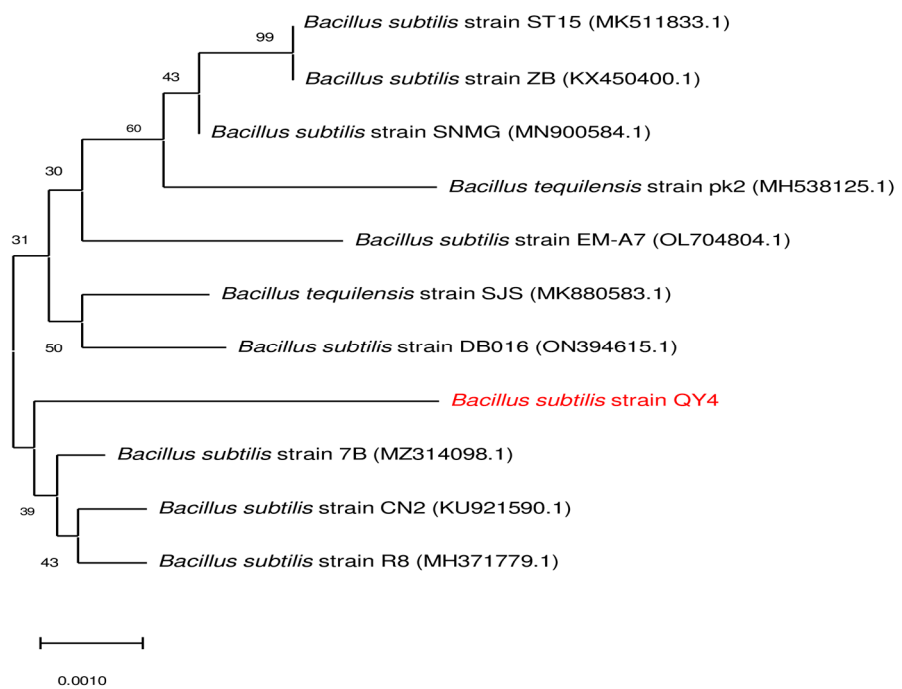 Bacillus subtilis strain ST15 (MK511833.1)
99
Bacillus subtilis strain ZB (KX450400.1)
43
Bacillus subtilis strain SNMG (MN900584.1)
60
Bacillus tequilensis strain pk2 (MH538125.1)
30
Bacillus subtilis strain EM-A7 (OL704804.1)
31
Bacillus tequilensis strain SJS (MK880583.1)
Bacillus subtilis strain DB016 (ON394615.1)
50
Bacillus subtilis strain QY4
Bacillus subtilis strain 7B (MZ314098.1)
Bacillus subtilis strain CN2 (KU921590.1)
39
Bacillus subtilis strain R8 (MH371779.1)
43
0.0010